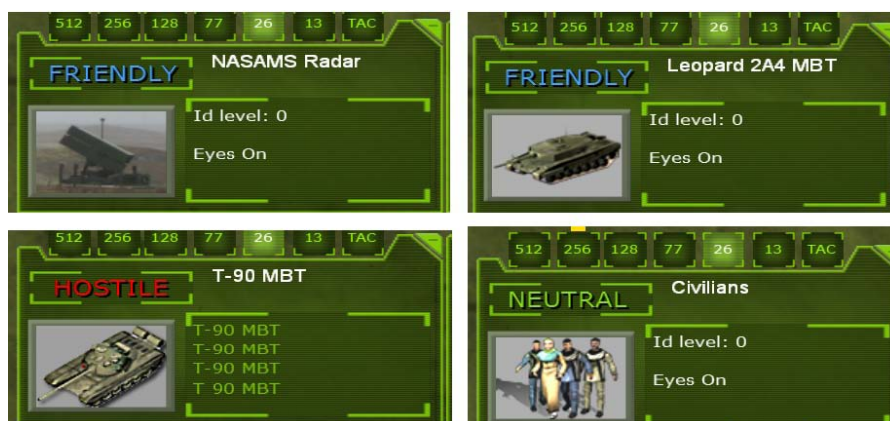 512 256 128 77 26 13 TAC
FRIENDLY
NASAMS Radar
Id level: 0
Eyes On
512 256 128 77 26 13 TAC
FRIENDLY
Leopard 2A4 MBT
Id level: 0
Eyes On
512 256 128 77 26 13 TAC
HOSTILE
T-90 MBT
T-90 MBT
T-90 MBT
T-90 MBT
T 90 MBT
512 256 128 77 26 13 TAC
NEUTRAL
Civilians
Id level: 0
Eyes On